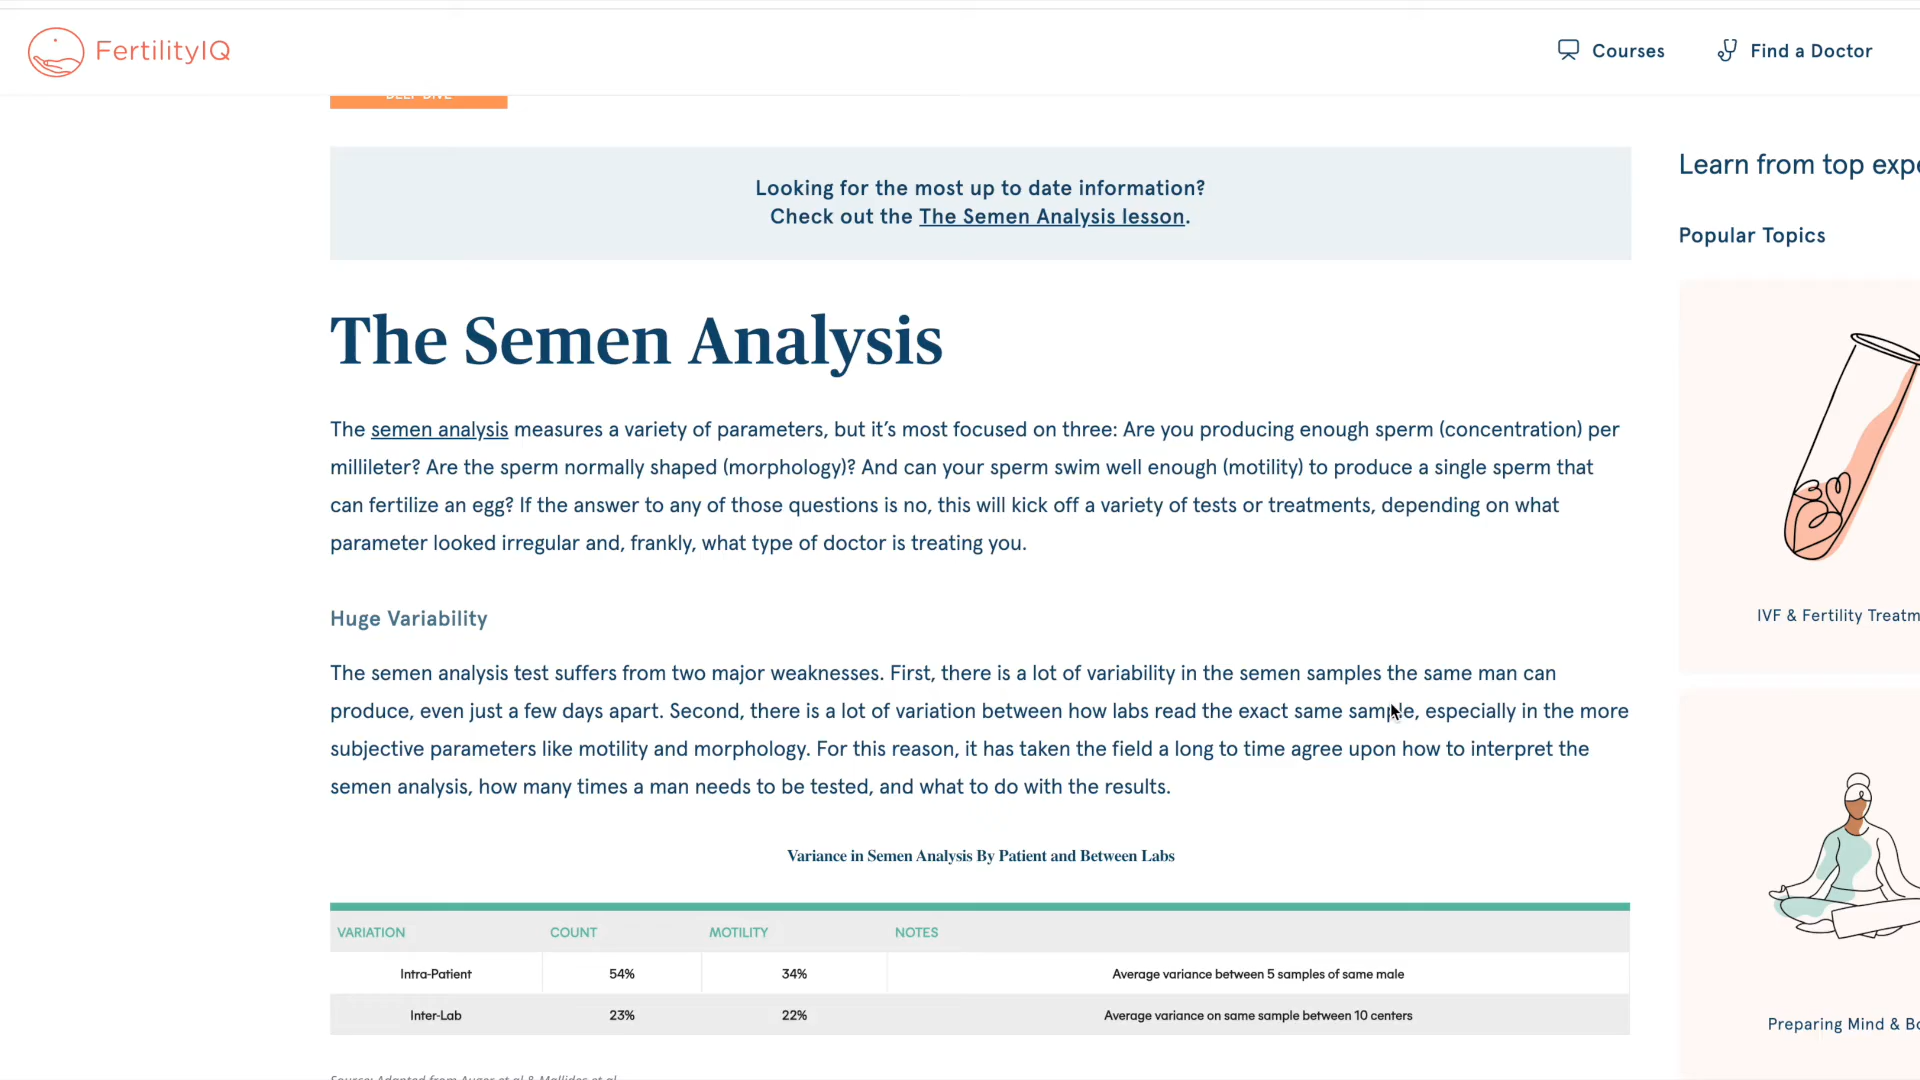 FertilityIQ
Courses
Find a Doctor
DEEP DIVE
Looking for the most up to date information?
Check out the The Semen Analysis lesson.
Learn from top expe
Popular Topics
The Semen Analysis
The semen analysis measures a variety of parameters, but it’s most focused on three: Are you producing enough sperm (concentration) per
millileter? Are the sperm normally shaped (morphology)? And can your sperm swim well enough (motility) to produce a single sperm that
can fertilize an egg? If the answer to any of those questions is no, this will kick off a variety of tests or treatments, depending on what
parameter looked irregular and, frankly, what type of doctor is treating you.
IVF & Fertility Treatm
Huge Variability
The semen analysis test suffers from two major weaknesses. First, there is a lot of variability in the semen samples the same man can
produce, even just a few days apart. Second, there is a lot of variation between how labs read the exact same sample, especially in the more
subjective parameters like motility and morphology. For this reason, it has taken the field a long to time agree upon how to interpret the
semen analysis, how many times a man needs to be tested, and what to do with the results.
Variance in Semen Analysis By Patient and Between Labs
VARIATION COUNT MOTILITY NOTES
Intra-Patient 54% 34% Average variance between 5 samples of same male
Inter-Lab 23% 22% Average variance on same sample between 10 centers
Preparing Mind & Bo
Source: Adapted from Auger et al & Mallidis et al